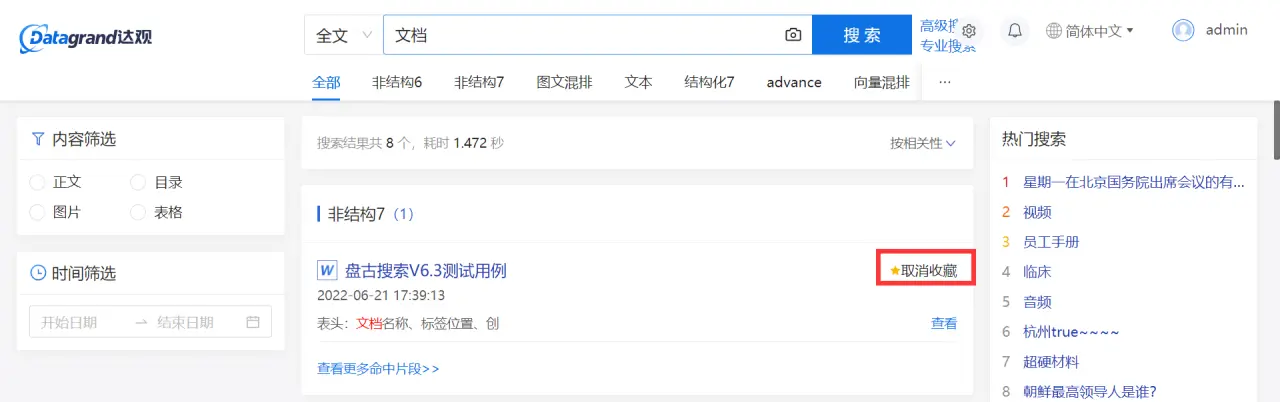 Datagrand达观
全文
文档
搜 索
高级搜
专业搜索
简体中文
admin
全部
非结构6
非结构7
图文混排
文本
结构化7
advance
向量混排
···
内容筛选
正文
目录
图片
表格
时间筛选
开始日期
结束日期
搜索结果共 8 个，耗时 1.472 秒
按相关性
非结构7（1）
W 盘古搜索V6.3测试用例
取消收藏
2022-06-21 17:39:13
表头：文档名称、标签位置、创
查看
查看更多命中片段>>
热门搜索
1 星期一在北京国务院出席会议的有...
2 视频
3 员工手册
4 临床
5 音频
6 杭州true~~~~
7 超硬材料
8 朝鲜最高领导人是谁?